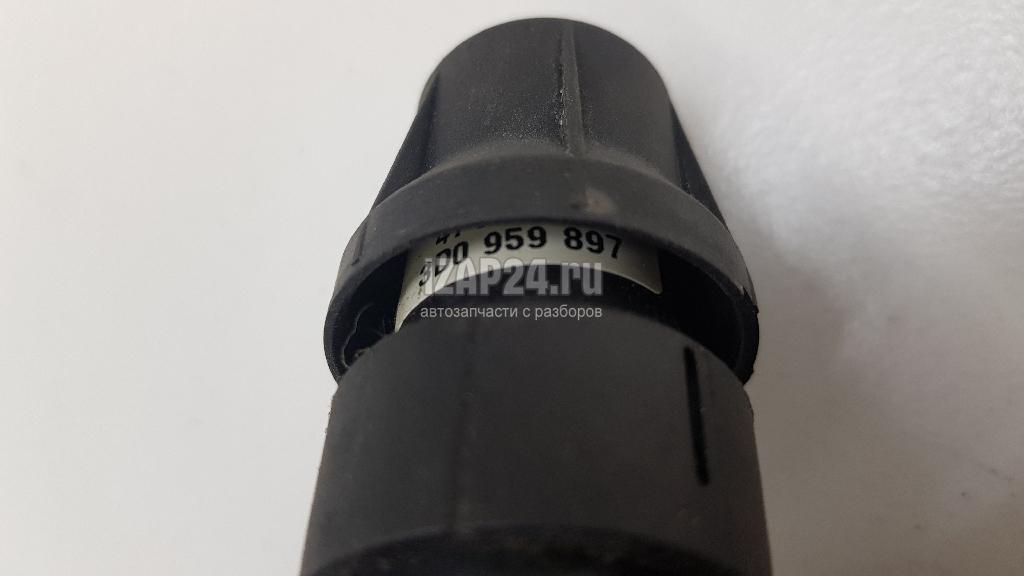 3D0 959 897
iZAP24.ru
автозапчасти с разборов